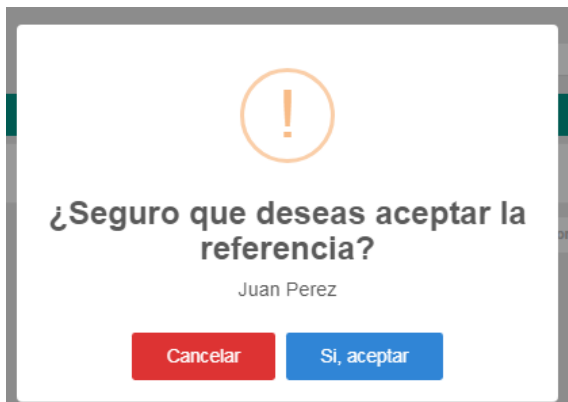 !
¿Seguro que deseas aceptar la
referencia?
Juan Perez
Cancelar
Si, aceptar